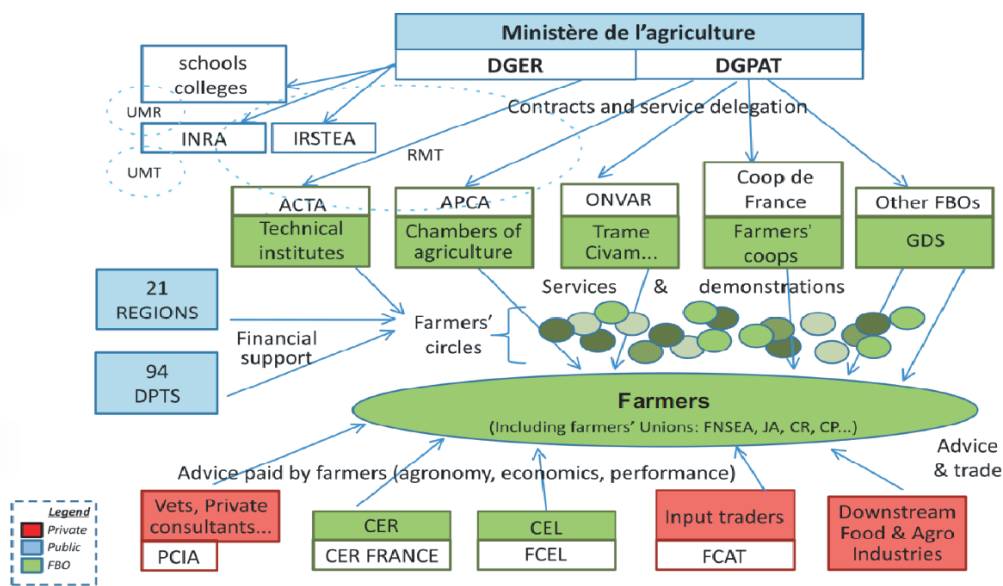 Ministère de l’agriculture
DGER
DGPAT
schools
colleges
Contracts and service delegation
UMR
INRA
IRSTEA
RMT
UMT
ACTA
Technical
institutes
APCA
Chambers of
agriculture
ONVAR
Trame
Civam...
Coop de
France
Farmers'
coops
Other FBOs
GDS
21
REGIONS
94
DPTS
Financial
support
Services & demonstrations
Farmers’
circles
Farmers
(Including farmers’ Unions: FNSEA, JA, CR, CP...)
Advice
& trade
Advice paid by farmers (agronomy, economics, performance)
Vets, Private
consultants...
PCIA
CER
CER FRANCE
CEL
FCEL
Input traders
FCAT
Downstream
Food & Agro
Industries
Legend
Private
Public
FBO